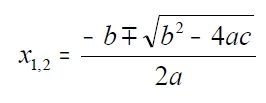 x₁,₂ = (− b ∓ √(b² − 4ac)) / 2a